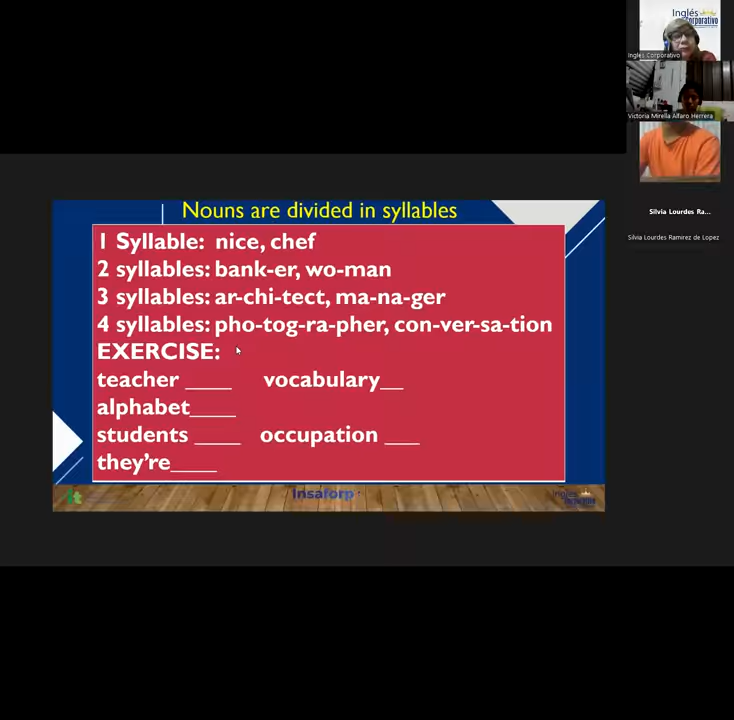 Inglés
Corporativo
Inglés Corporativo
Victoria Mirella Alfaro Herrera
Silvia Lourdes Ra...
Silvia Lourdes Ramirez de Lopez
Nouns are divided in syllables
1 Syllable: nice, chef
2 syllables: bank-er, wo-man
3 syllables: ar-chi-tect, ma-na-ger
4 syllables: pho-tog-ra-pher, con-ver-sa-tion
EXERCISE:
teacher ____ vocabulary__
alphabet____
students ____ occupation ___
they're____
Insaforp